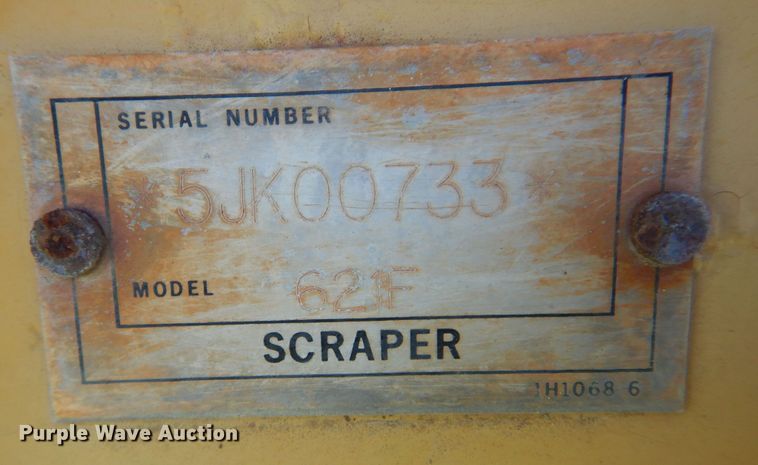 SERIAL NUMBER
*5JK00733*
MODEL
621F
SCRAPER
1H1068 6
Purple Wave Auction